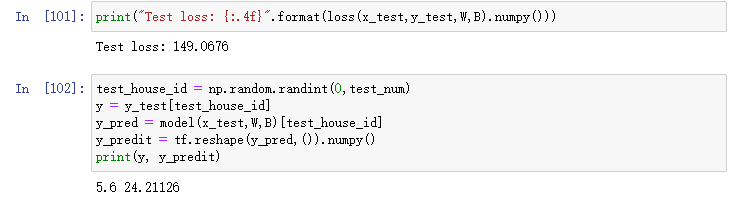 In [101]: print("Test loss: {:.4f}".format(loss(x_test,y_test,W,B).numpy()))
Test loss: 149.0676
In [102]: test_house_id = np.random.randint(0,test_num)
y = y_test[test_house_id]
y_pred = model(x_test,W,B)[test_house_id]
y_predit = tf.reshape(y_pred,()).numpy()
print(y, y_predit)
5.6 24.21126